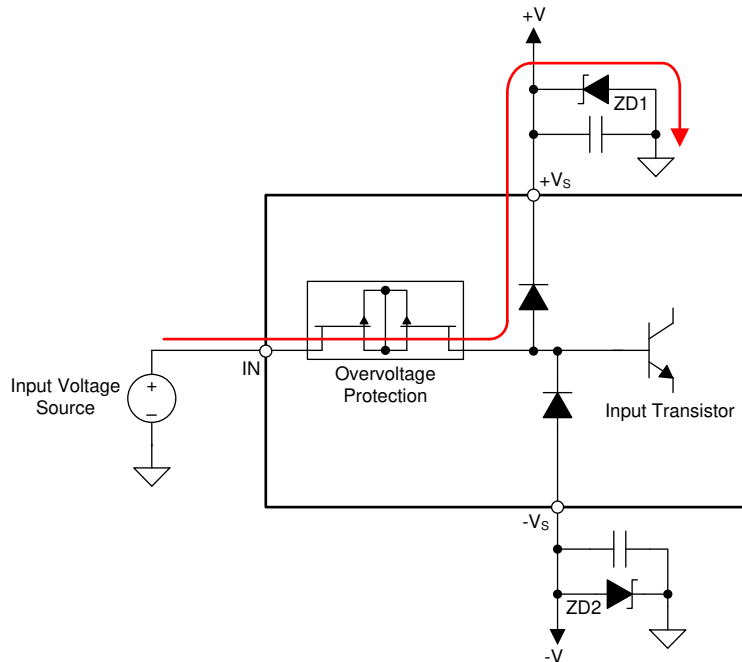 +V
ZD1
+VS
IN
Overvoltage
Protection
Input Voltage
Source
+
−
Input Transistor
-VS
ZD2
-V